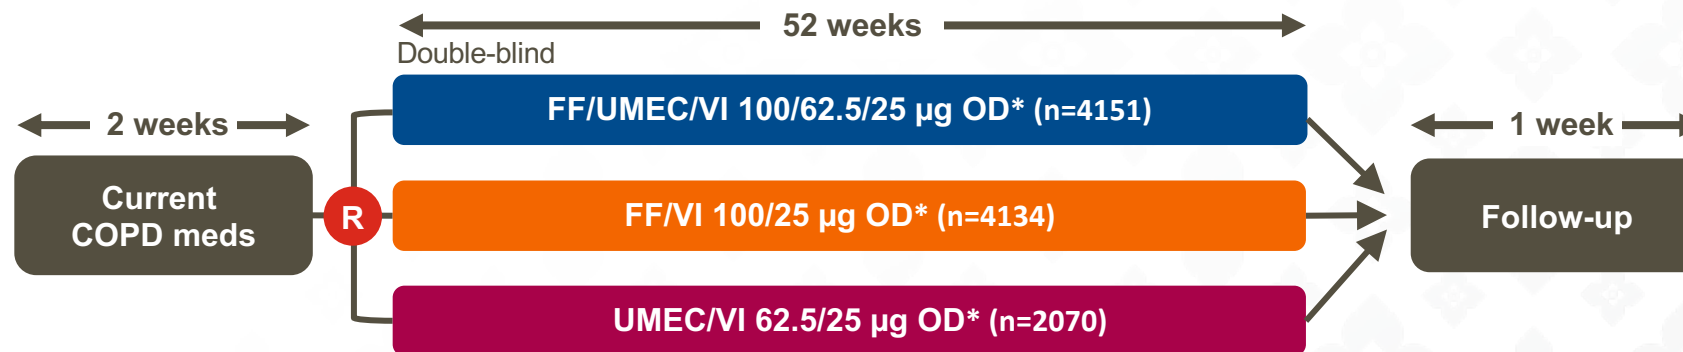 52 weeks
Double-blind
FF/UMEC/VI 100/62.5/25 µg OD* (n=4151)
2 weeks
1 week
Current
COPD meds
R
FF/VI 100/25 µg OD* (n=4134)
Follow-up
UMEC/VI 62.5/25 µg OD* (n=2070)